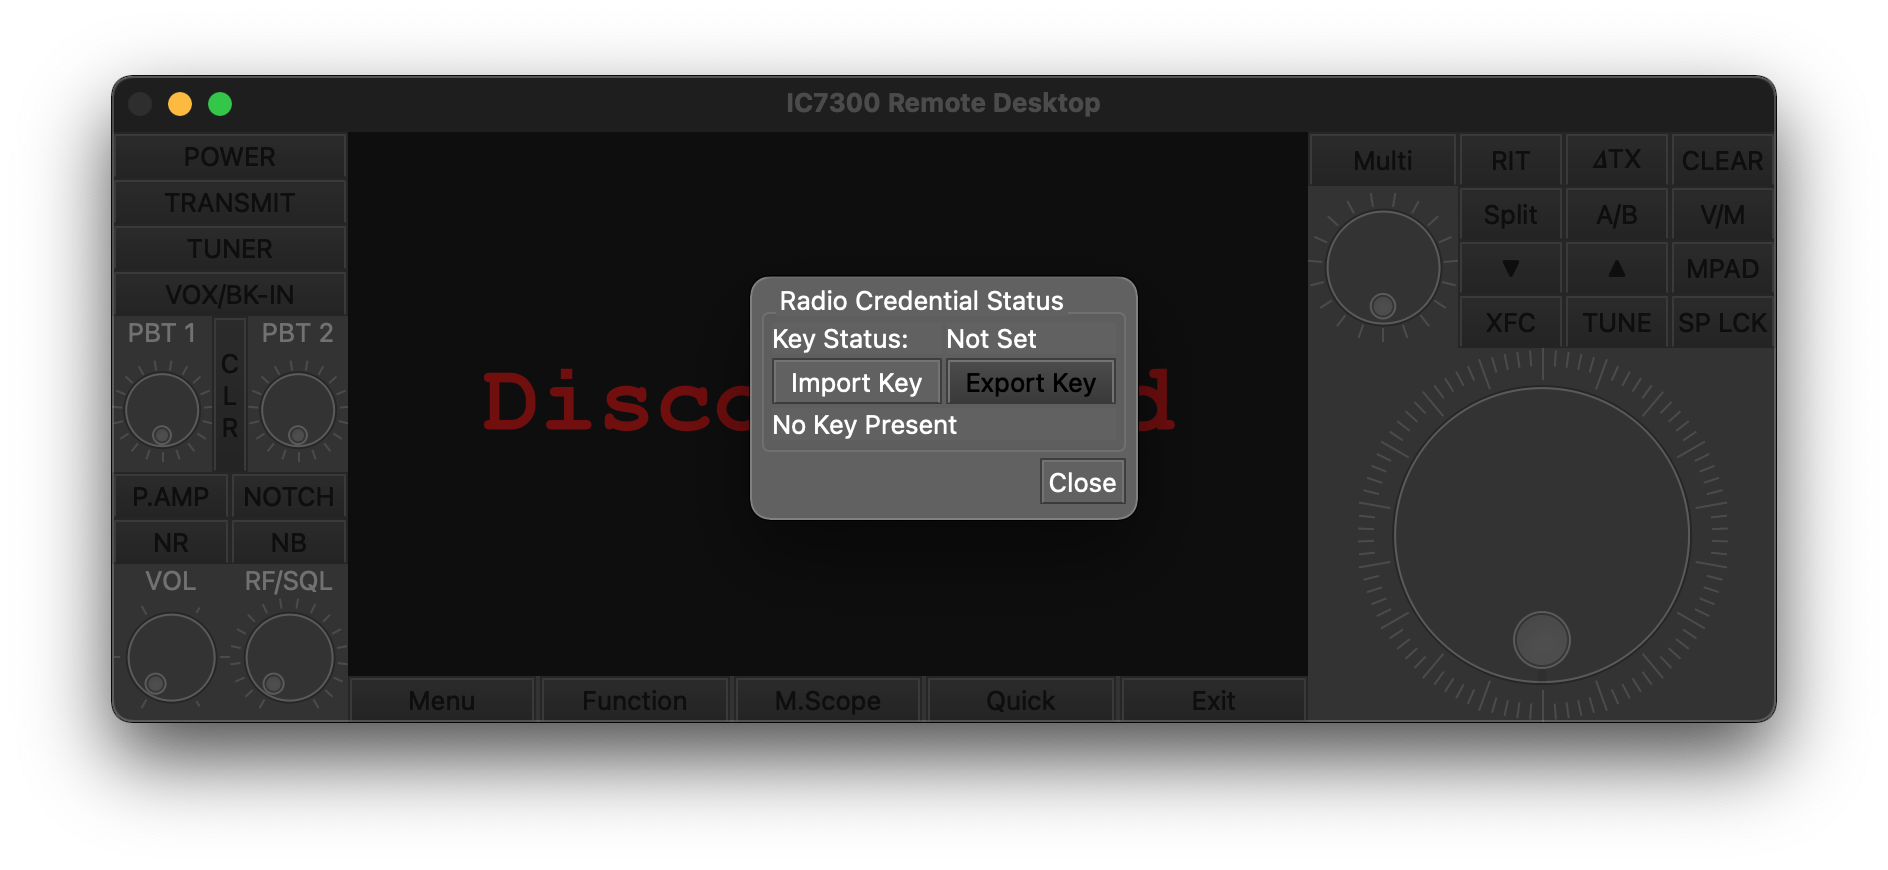 IC7300 Remote Desktop
POWER
TRANSMIT
TUNER
VOX/BK-IN
PBT 1
CLR
PBT 2
P.AMP
NOTCH
NR
NB
VOL
RF/SQL
Radio Credential Status
Key Status: Not Set
Import Key
Export Key
No Key Present
Close
Menu
Function
M.Scope
Quick
Exit
Multi
RIT
ΔTX
CLEAR
Split
A/B
V/M
▼
▲
MPAD
XFC
TUNE
SP LCK